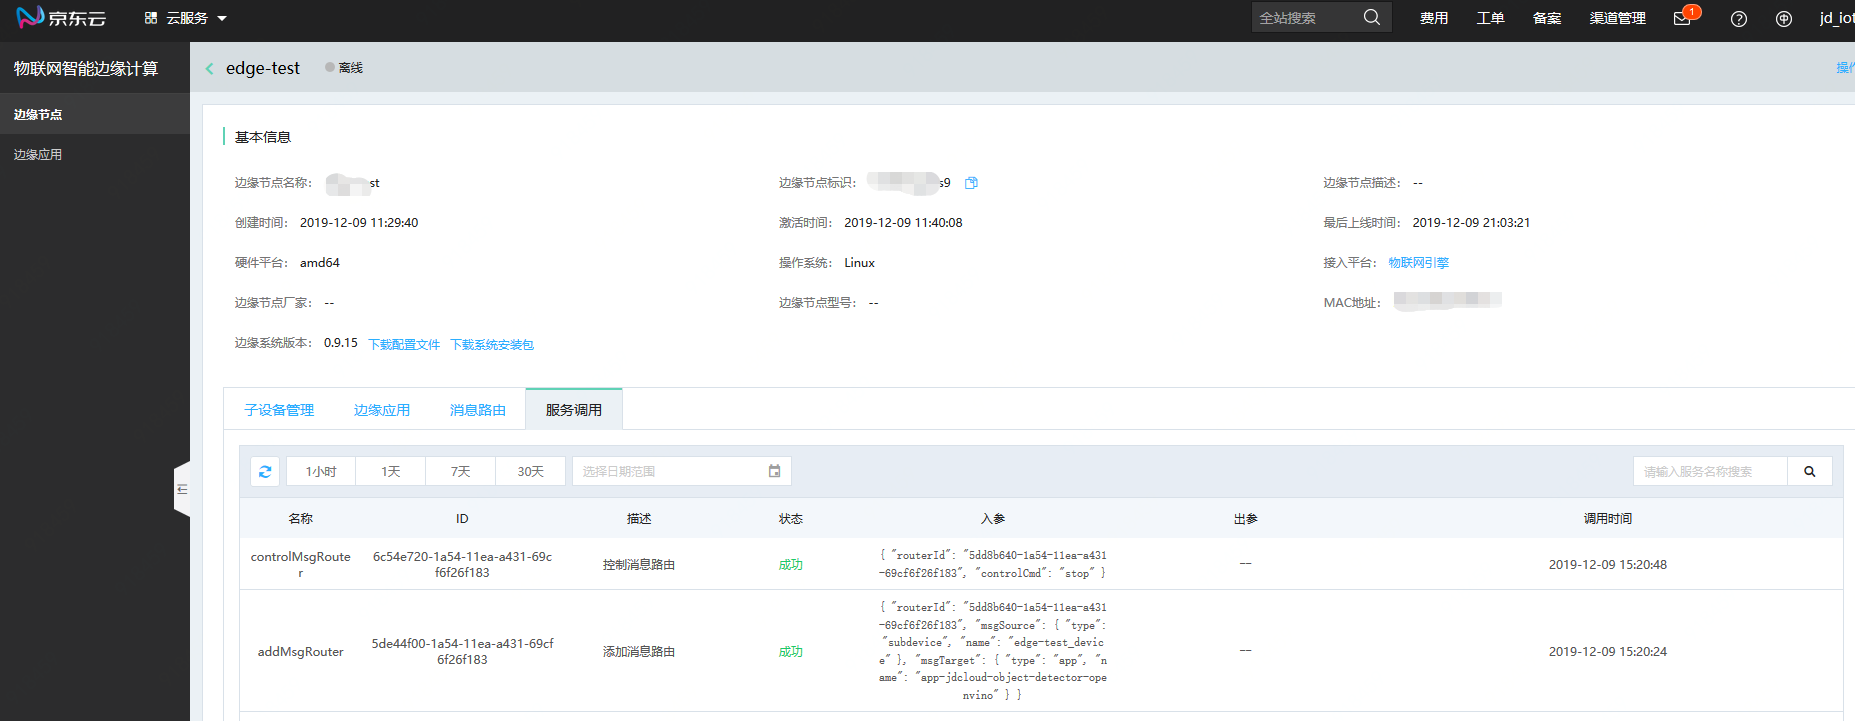 京东云 云服务 全站搜索 费用 工单 备案 渠道管理 1 jd_iot
物联网智能边缘计算
边缘节点
边缘应用
edge-test 离线 操作
基本信息
边缘节点名称： st 边缘节点标识： s9 边缘节点描述： --
创建时间： 2019-12-09 11:29:40 激活时间： 2019-12-09 11:40:08 最后上线时间： 2019-12-09 21:03:21
硬件平台： amd64 操作系统： Linux 接入平台： 物联网引擎
边缘节点厂家： -- 边缘节点型号： -- MAC地址：
边缘系统版本： 0.9.15 下载配置文件 下载系统安装包
子设备管理 边缘应用 消息路由 服务调用
1小时 1天 7天 30天 选择日期范围 请输入服务名称搜索
名称 ID 描述 状态 入参 出参 调用时间
controlMsgRoute
r
6c54e720-1a54-11ea-a431-69c
f6f26f183
控制消息路由
成功
{ "routerId": "5dd8b640-1a54-11ea-a431
-69cf6f26f183", "controlCmd": "stop" }
--
2019-12-09 15:20:48
addMsgRouter
5de44f00-1a54-11ea-a431-69cf
6f26f183
添加消息路由
成功
{ "routerId": "5dd8b640-1a54-11ea-a431
-69cf6f26f183", "msgSource": { "type":
"subdevice", "name": "edge-test_devic
e" }, "msgTarget": { "type": "app", "n
ame": "app-jdcloud-object-detector-ope
nvino" } }
--
2019-12-09 15:20:24